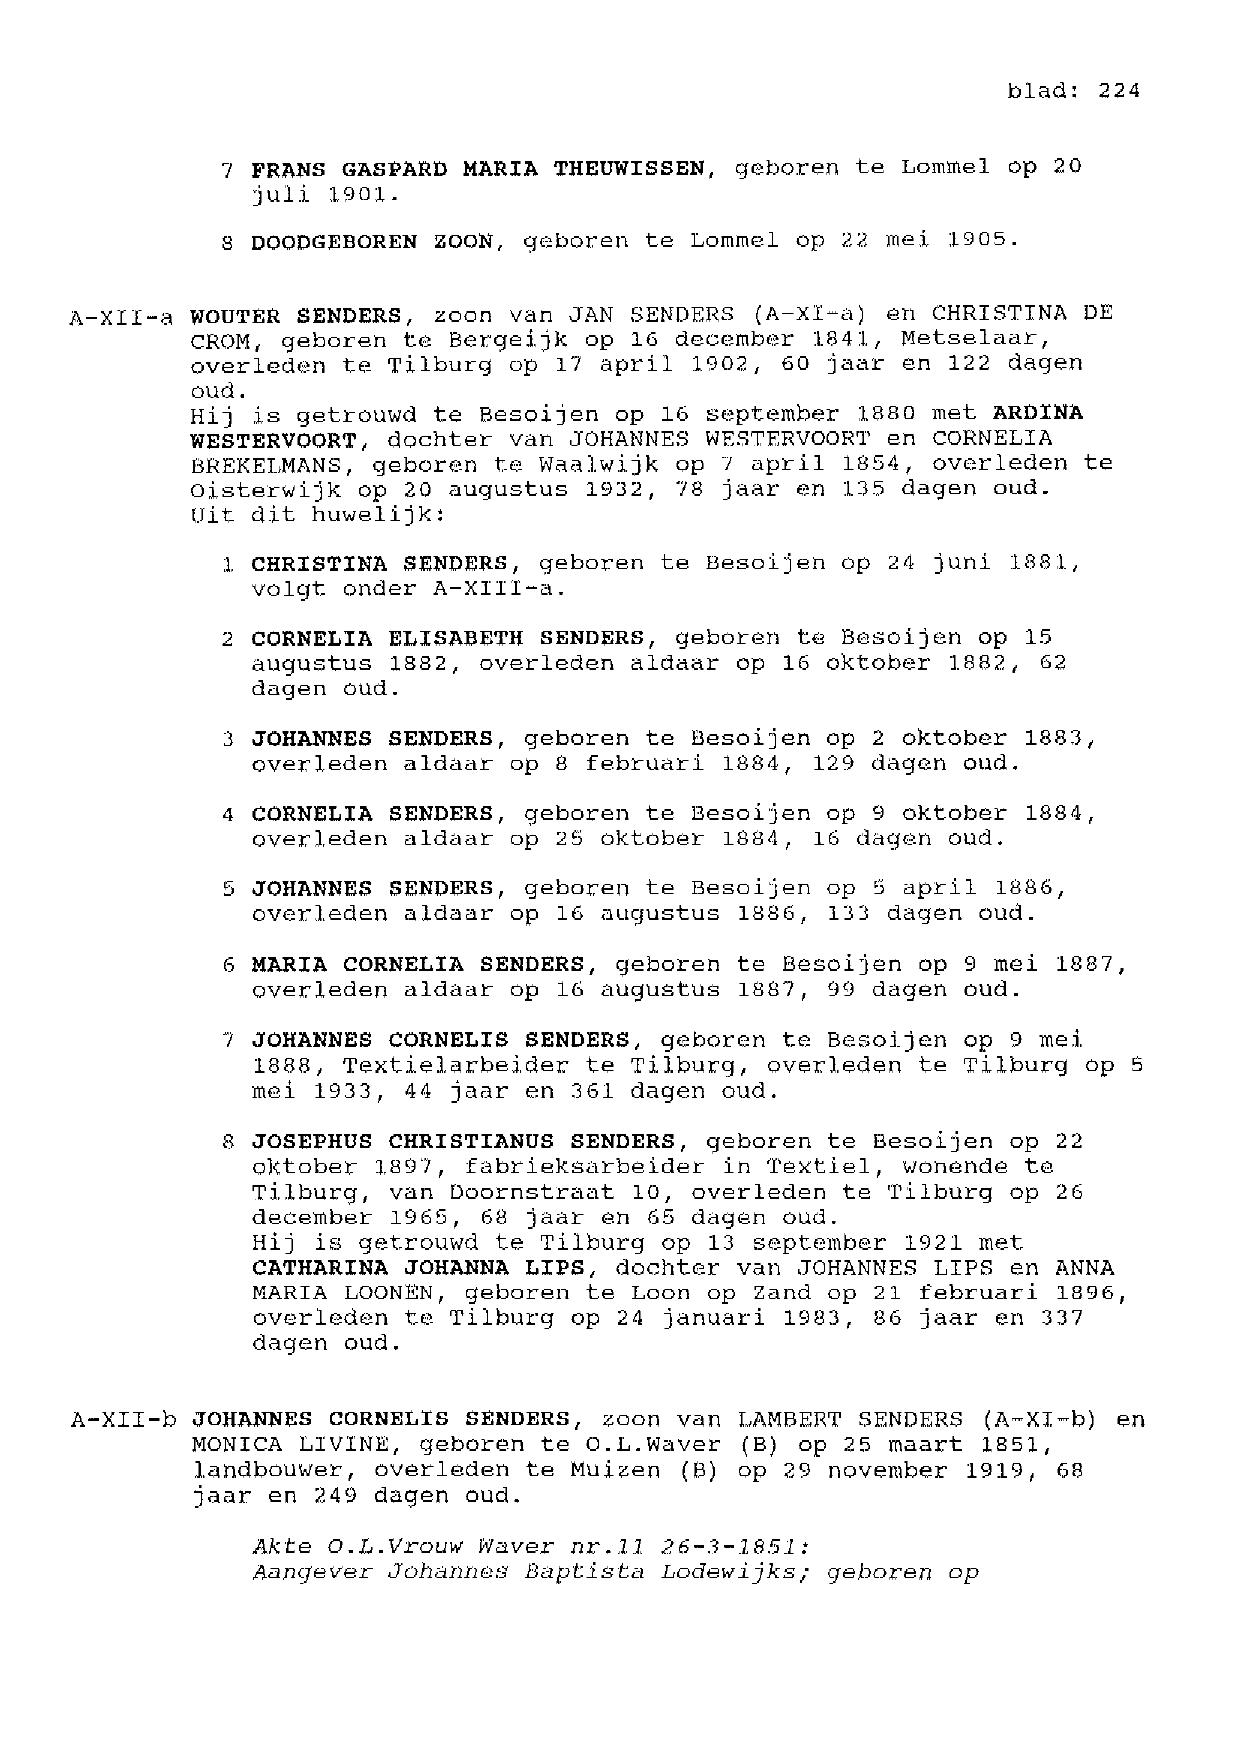 blad: 224
7 FRANS GASPARD MARIA THEUWISSEN, geboren te Lommel op 20
juli 1901.
8 DOODGEBOREN ZOON, geboren te Lommel op 22 mei 1905.
A-XII-a WOUTER SENDERS, zoon van JAN SENDERS (A-XI-a) en CHRISTINA DE
CROM, geboren te Bergeijk op 16 december 1841, Metselaar,
overleden te Tilburg op 17 april 1902, 60 jaar en 122 dagen
oud.
Hij is getrouwd te Besoijen op 16 september 1880 met ARDINA
WESTERVOORT, dochter van JOHANNES WESTERVOORT en CORNELIA
BREKELMANS, geboren te Waalwijk op 7 april 1854, overleden te
Oisterwijk op 20 augustus 1932, 78 jaar en 135 dagen oud.
Uit dit huwelijk:
1 CHRISTINA SENDERS, geboren te Besoijen op 24 juni 1881,
volgt onder A-XIII-a.
2 CORNELIA ELISABETH SENDERS, geboren te Besoijen op 15
augustus 1882, overleden aldaar op 16 oktober 1882, 62
dagen oud.
3 JOHANNES SENDERS, geboren te Besoijen op 2 oktober 1883,
overleden aldaar op 8 februari 1884, 129 dagen oud.
4 CORNELIA SENDERS, geboren te Besoijen op 9 oktober 1884,
overleden aldaar op 25 oktober 1884, 16 dagen oud.
5 JOHANNES SENDERS, geboren te Besoijen op 5 april 1886,
overleden aldaar op 16 augustus 1886, 133 dagen oud.
6 MARIA CORNELIA SENDERS, geboren te Besoijen op 9 mei 1887,
overleden aldaar op 16 augustus 1887, 99 dagen oud.
7 JOHANNES CORNELIS SENDERS, geboren te Besoijen op 9 mei
1888, Textielarbeider te Tilburg, overleden te Tilburg op 5
mei 1933, 44 jaar en 361 dagen oud.
8 JOSEPHUS CHRISTIANUS SENDERS, geboren te Besoijen op 22
oktober 1897, fabrieksarbeider in Textiel, wonende te
Tilburg, van Doornstraat 10, overleden te Tilburg op 26
december 1965, 68 jaar en 65 dagen oud.
Hij is getrouwd te Tilburg op 13 september 1921 met
CATHARINA JOHANNA LIPS, dochter van JOHANNES LIPS en ANNA
MARIA LOONEN, geboren te Loon op Zand op 21 februari 1896,
overleden te Tilburg op 24 januari 1983, 86 jaar en 337
dagen oud.
A-XII-b JOHANNES CORNELIS SENDERS, zoon van LAMBERT SENDERS (A-XI-b) en
MONICA LIVINE, geboren te O.L.Waver (B) op 25 maart 1851,
landbouwer, overleden te Muizen (B) op 29 november 1919, 68
jaar en 249 dagen oud.
Akte O.L.Vrouw Waver nr.11 26-3-1851:
Aangever Johannes Baptista Lodewijks; geboren op